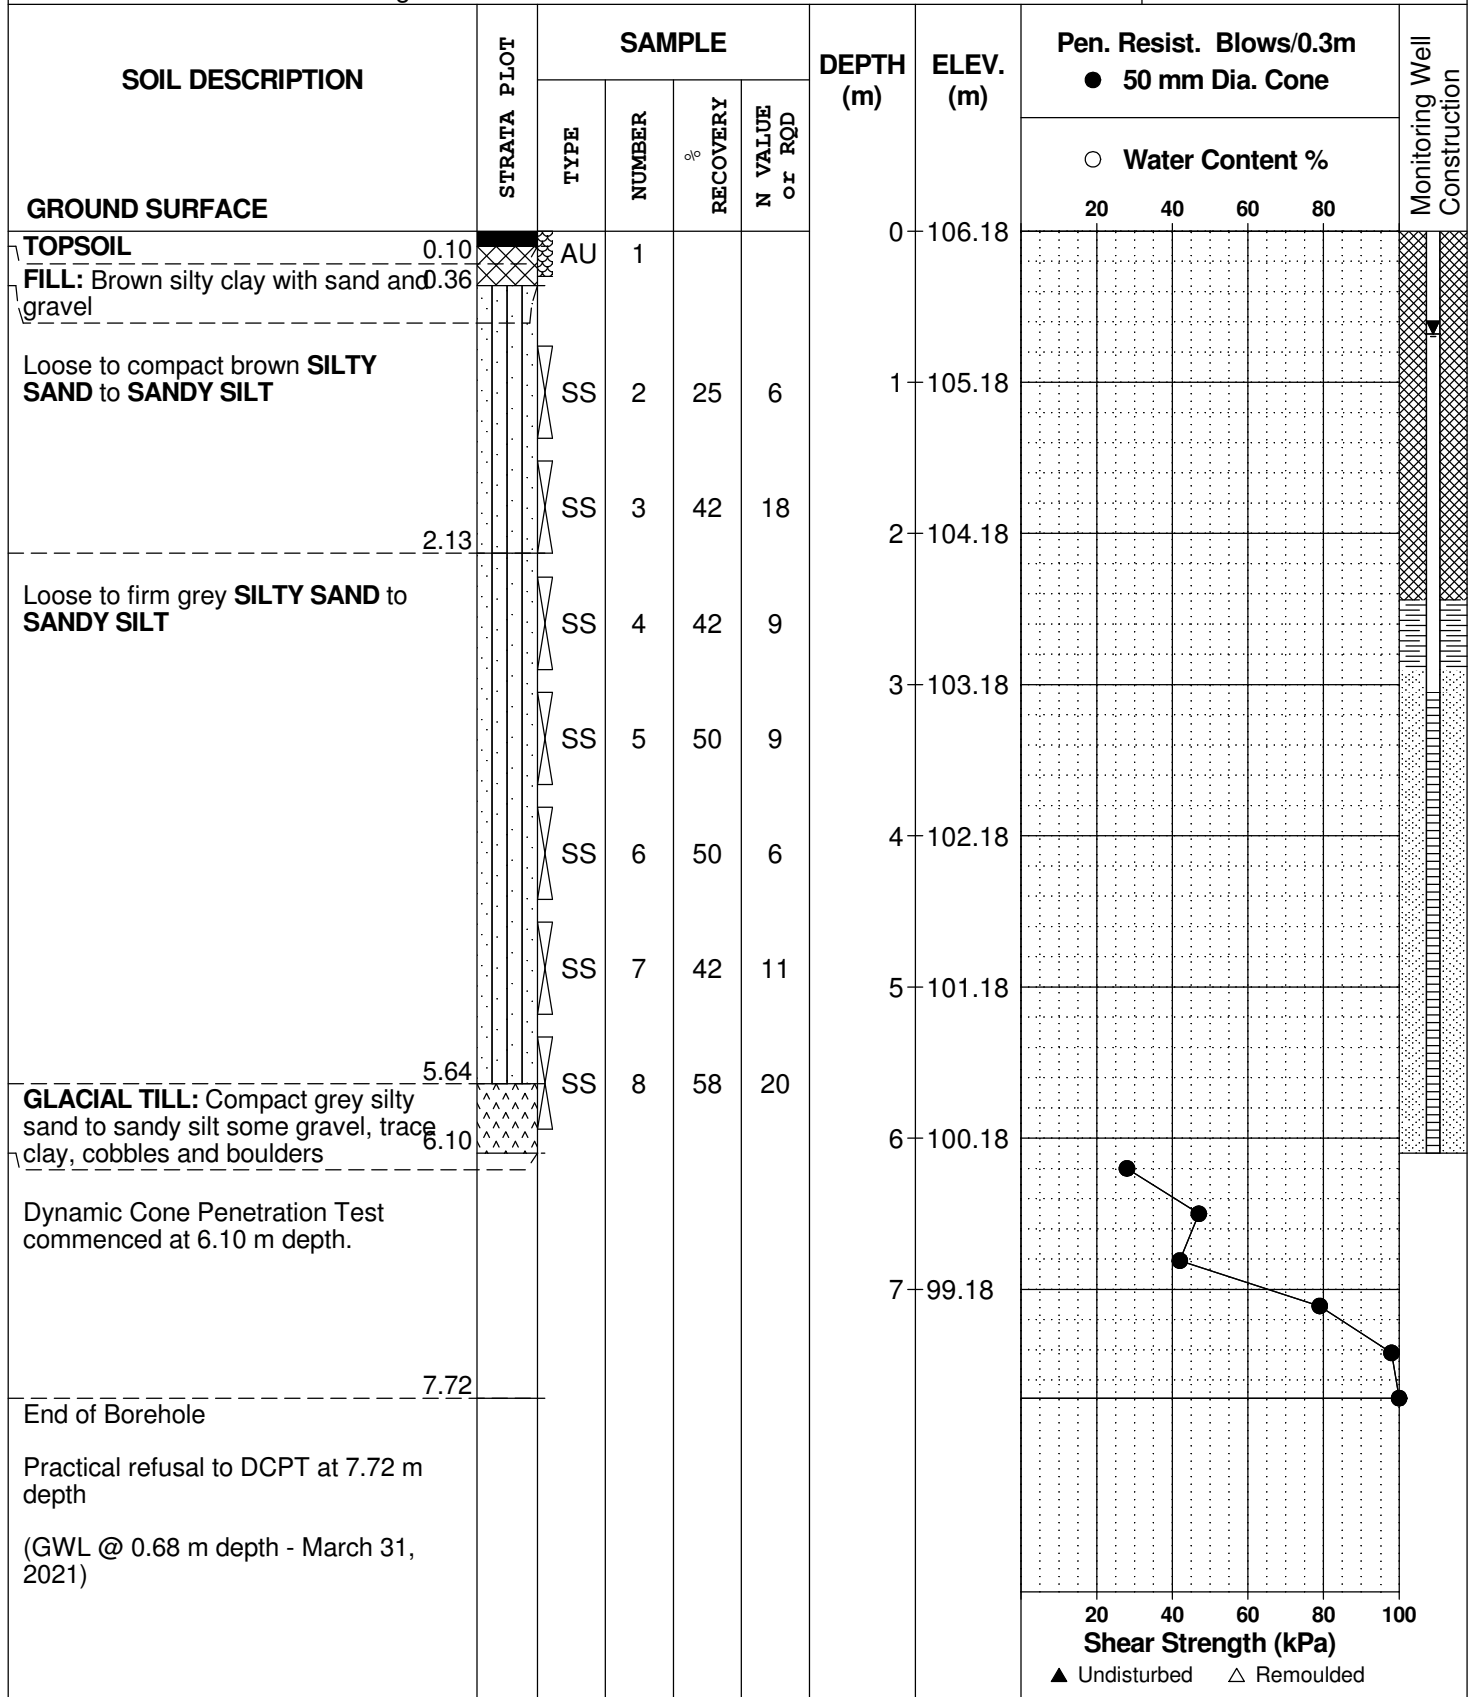 SOIL DESCRIPTION
GROUND SURFACE
STRATA PLOT
SAMPLE
TYPE
NUMBER
% RECOVERY
N VALUE or RQD
DEPTH (m)
ELEV. (m)
Pen. Resist. Blows/0.3m
● 50 mm Dia. Cone
○ Water Content %
20 40 60 80
Monitoring Well Construction
0 106.18
TOPSOIL 0.10
AU 1
FILL: Brown silty clay with sand and 0.36
gravel
Loose to compact brown SILTY
SAND to SANDY SILT
1 105.18
SS 2 25 6
SS 3 42 18
2 104.18
2.13
Loose to firm grey SILTY SAND to
SANDY SILT
SS 4 42 9
3 103.18
SS 5 50 9
4 102.18
SS 6 50 6
SS 7 42 11
5 101.18
5.64
SS 8 58 20
GLACIAL TILL: Compact grey silty
sand to sandy silt some gravel, trace
clay, cobbles and boulders 6.10
6 100.18
Dynamic Cone Penetration Test
commenced at 6.10 m depth.
7 99.18
7.72
End of Borehole
Practical refusal to DCPT at 7.72 m
depth
(GWL @ 0.68 m depth - March 31,
2021)
20 40 60 80 100
Shear Strength (kPa)
▲ Undisturbed △ Remoulded